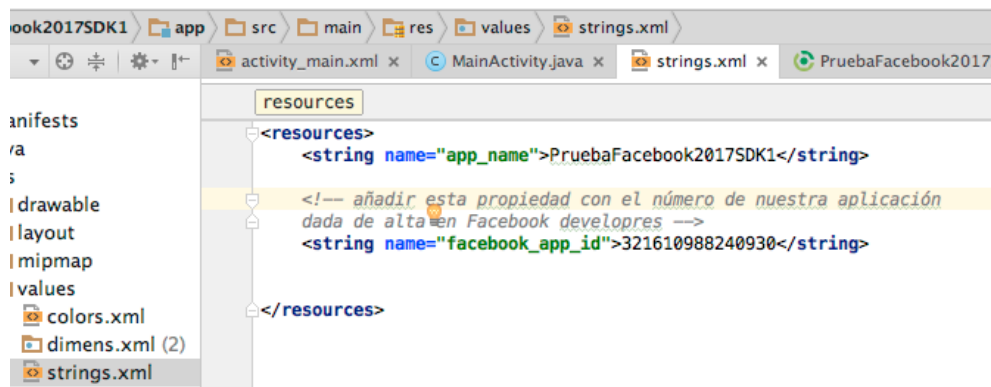 ook2017SDK1 app src main res values strings.xml
activity_main.xml MainActivity.java strings.xml PruebaFacebook2017
resources
anifests
va
s
drawable
layout
mipmap
values
colors.xml
dimens.xml (2)
strings.xml
<resources>
<string name="app_name">PruebaFacebook2017SDK1</string>
<!-- añadir esta propiedad con el número de nuestra aplicación
dada de alta en Facebook developres -->
<string name="facebook_app_id">321610988240930</string>
</resources>